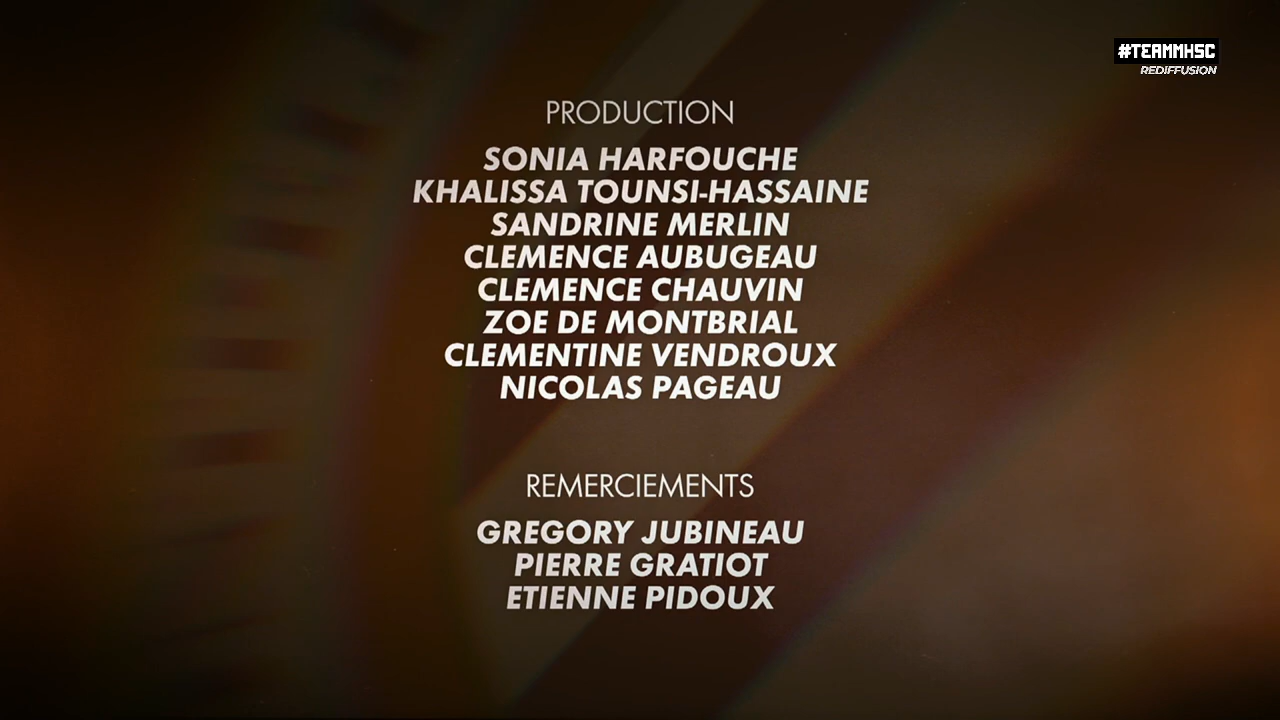 #TEAMMHSC
REDIFFUSION
PRODUCTION
SONIA HARFOUCHE
KHALISSA TOUNSI-HASSAINE
SANDRINE MERLIN
CLEMENCE AUBUGEAU
CLEMENCE CHAUVIN
ZOE DE MONTBRIAL
CLEMENTINE VENDROUX
NICOLAS PAGEAU
REMERCIEMENTS
GREGORY JUBINEAU
PIERRE GRATIOT
ETIENNE PIDOUX